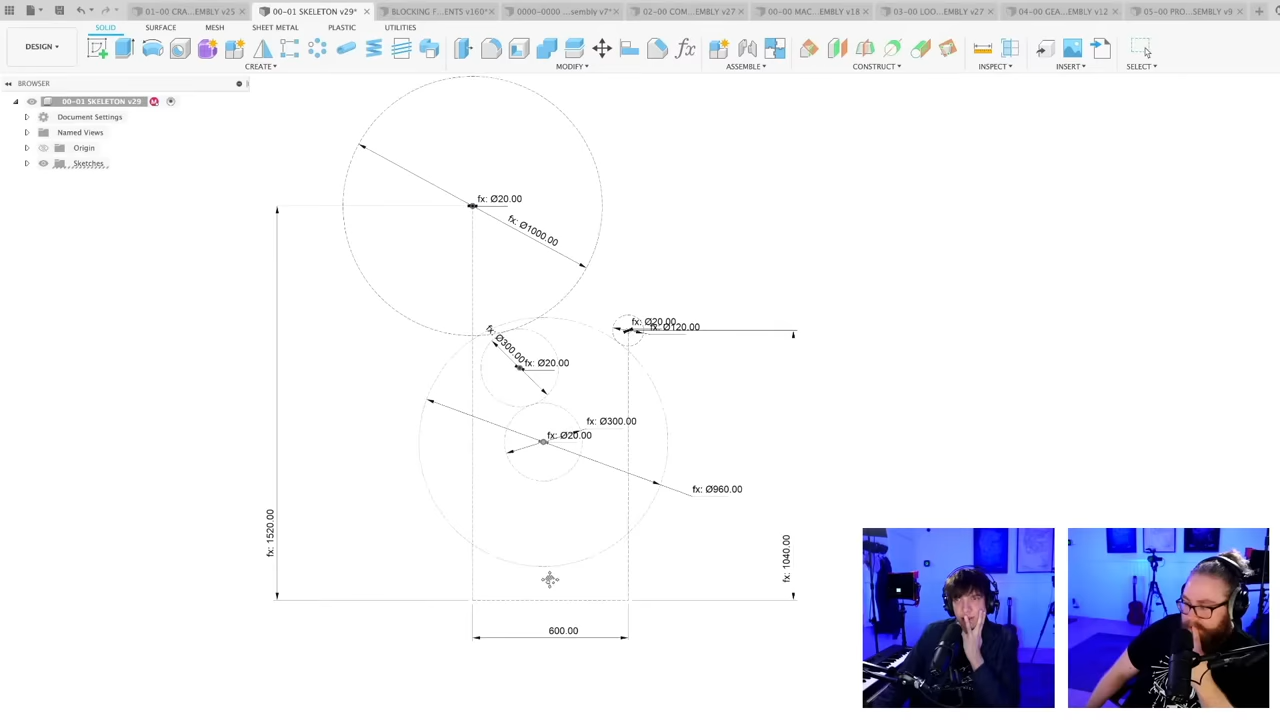 01-00 CRA...EMBLY v25
00-01 SKELETON v29*
BLOCKING F...ENTS v160*
0000-0000 ...sembly v7*
02-00 COM...EMBLY v27
00-00 MAC...EMBLY v18
03-00 LOO...EMBLY v27
04-00 GEA...EMBLY v12
05-00 PRO...EMBLY v9
SOLID
SURFACE
MESH
SHEET METAL
PLASTIC
UTILITIES
DESIGN
CREATE
MODIFY
ASSEMBLE
CONSTRUCT
INSPECT
INSERT
SELECT
BROWSER
00-01 SKELETON v29
Document Settings
Named Views
Origin
Sketches
fx: Ø20.00
fx: Ø1000.00
fx: Ø20.00
fx: Ø120.00
fx: Ø300.00
fx: Ø20.00
fx: Ø300.00
fx: Ø20.00
fx: Ø960.00
fx: 1520.00
fx: 1040.00
600.00